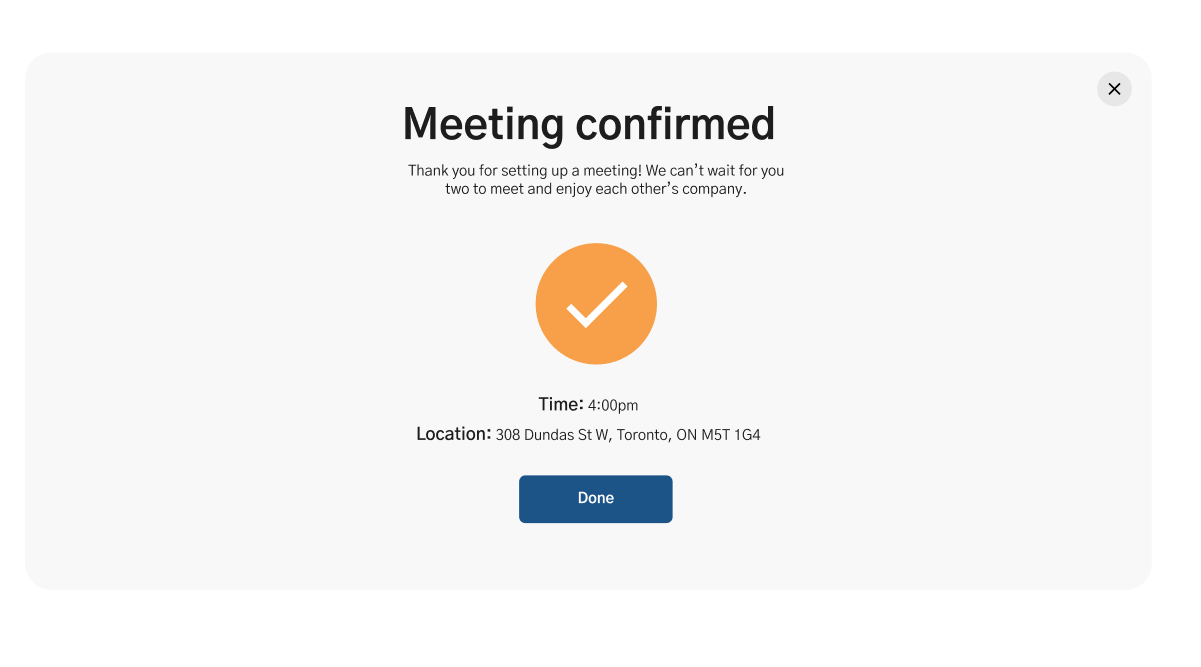 Meeting confirmed
Thank you for setting up a meeting! We can’t wait for you
two to meet and enjoy each other’s company.
Time: 4:00pm
Location: 308 Dundas St W, Toronto, ON M5T 1G4
Done